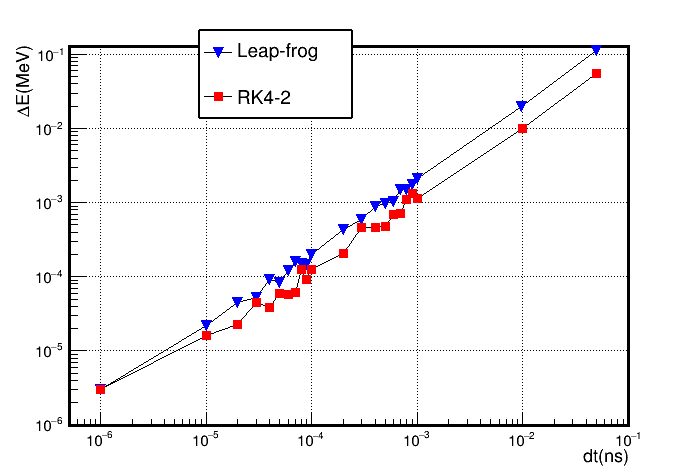 Leap-frog
RK4-2
ΔE(MeV)
10⁻¹
10⁻²
10⁻³
10⁻⁴
10⁻⁵
10⁻⁶
10⁻⁶ 10⁻⁵ 10⁻⁴ 10⁻³ 10⁻² 10⁻¹
dt(ns)